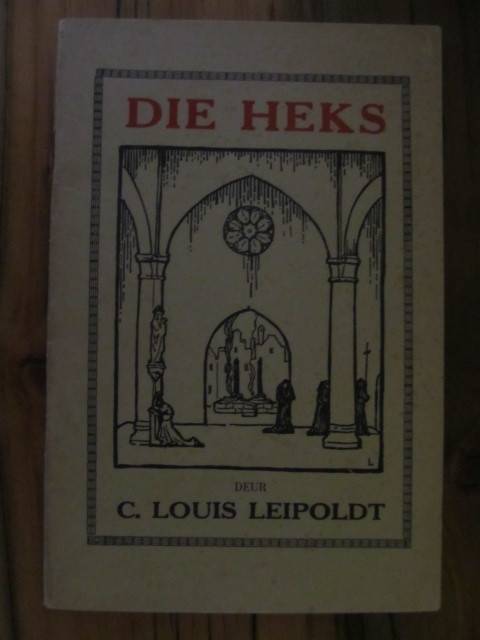 DIE HEKS
L
DEUR
C. LOUIS LEIPOLDT